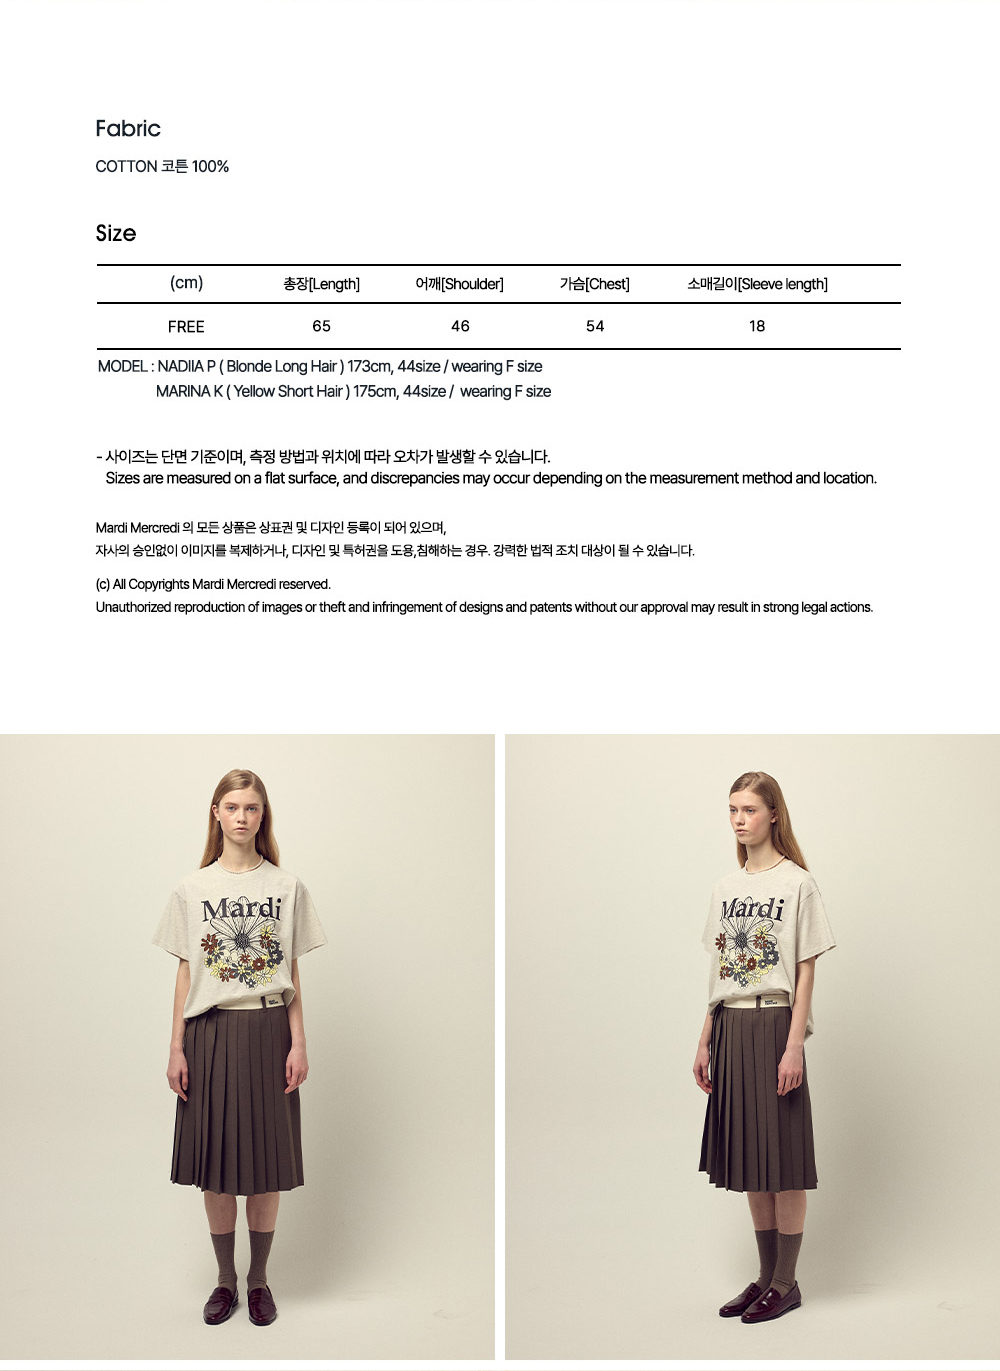 Fabric
COTTON 코튼 100%
Size
(cm) 총장[Length] 어깨[Shoulder] 가슴[Chest] 소매길이[Sleeve length]
FREE 65 46 54 18
MODEL : NADIIA P ( Blonde Long Hair ) 173cm, 44size / wearing F size
MARINA K ( Yellow Short Hair ) 175cm, 44size /  wearing F size
- 사이즈는 단면 기준이며, 측정 방법과 위치에 따라 오차가 발생할 수 있습니다.
Sizes are measured on a flat surface, and discrepancies may occur depending on the measurement method and location.
Mardi Mercredi 의 모든 상품은 상표권 및 디자인 등록이 되어 있으며,
자사의 승인없이 이미지를 복제하거나, 디자인 및 특허권을 도용,침해하는 경우. 강력한 법적 조치 대상이 될 수 있습니다.
(c) All Copyrights Mardi Mercredi reserved.
Unauthorized reproduction of images or theft and infringement of designs and patents without our approval may result in strong legal actions.
Mardi
Mardi